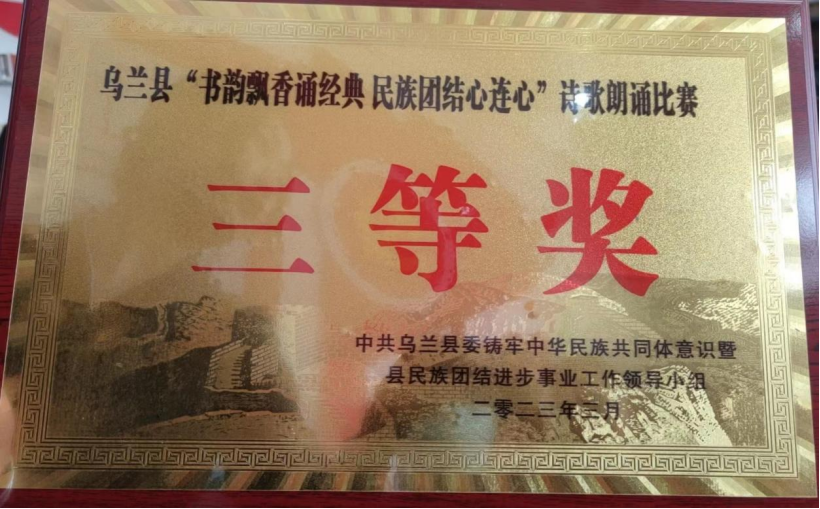 乌兰县“书韵飘香诵经典 民族团结心连心”诗歌朗诵比赛
三等奖
中共乌兰县委铸牢中华民族共同体意识暨
县民族团结进步事业工作领导小组
二零二三年三月